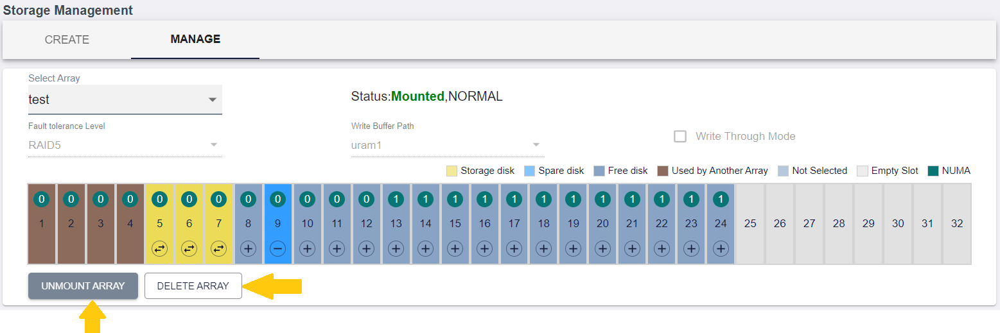 Storage Management
CREATE MANAGE
Select Array
test
Status:Mounted,NORMAL
Fault tolerance Level Write Buffer Path
RAID5 uram1 Write Through Mode
Storage disk Spare disk Free disk Used by Another Array Not Selected Empty Slot NUMA
0 0 0 0 0 0 0 0 0 0 0 0 1 1 1 1 1 1 1 1 1 1 1 1
1 2 3 4 5 6 7 8 9 10 11 12 13 14 15 16 17 18 19 20 21 22 23 24 25 26 27 28 29 30 31 32
UNMOUNT ARRAY DELETE ARRAY